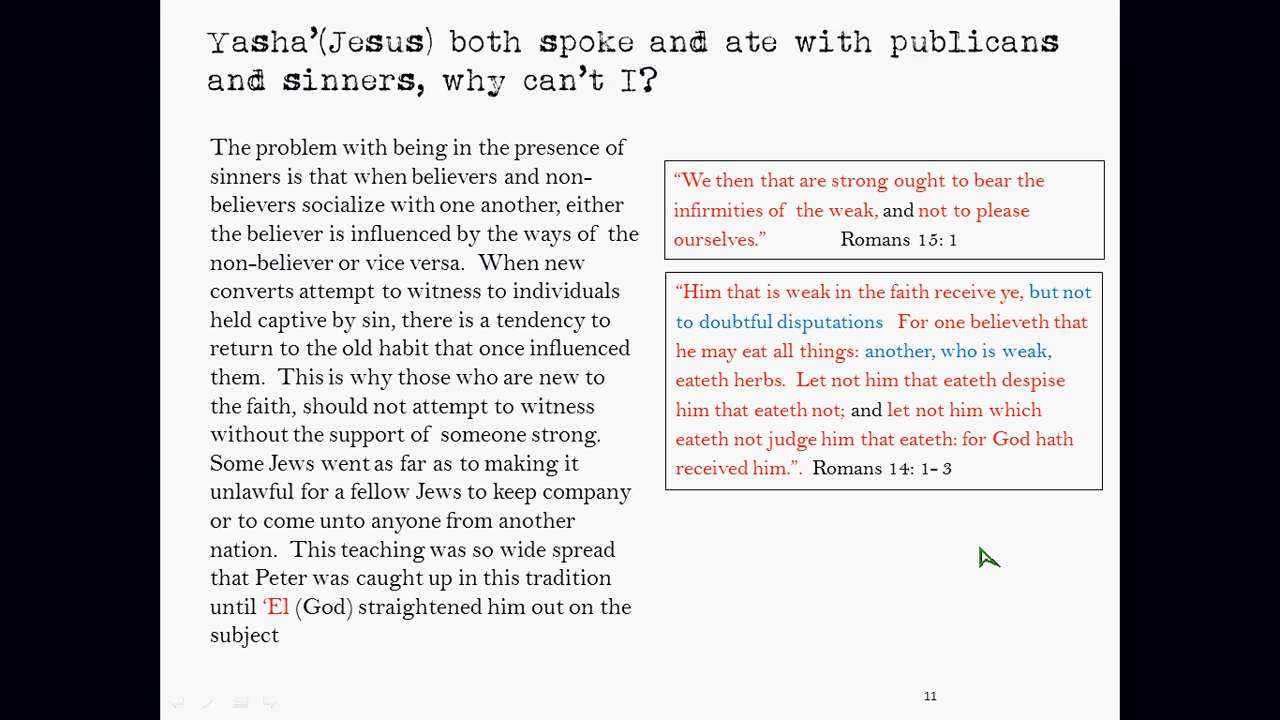 Yasha’(Jesus) both spoke and ate with publicans
and sinners, why can’t I?
The problem with being in the presence of
sinners is that when believers and non-
believers socialize with one another, either
the believer is influenced by the ways of the
non-believer or vice versa. When new
converts attempt to witness to individuals
held captive by sin, there is a tendency to
return to the old habit that once influenced
them. This is why those who are new to
the faith, should not attempt to witness
without the support of someone strong.
Some Jews went as far as to making it
unlawful for a fellow Jews to keep company
or to come unto anyone from another
nation. This teaching was so wide spread
that Peter was caught up in this tradition
until ‘El (God) straightened him out on the
subject
“We then that are strong ought to bear the
infirmities of the weak, and not to please
ourselves.” Romans 15: 1
“Him that is weak in the faith receive ye, but not
to doubtful disputations For one believeth that
he may eat all things: another, who is weak,
eateth herbs. Let not him that eateth despise
him that eateth not; and let not him which
eateth not judge him that eateth: for God hath
received him.”. Romans 14: 1- 3
11